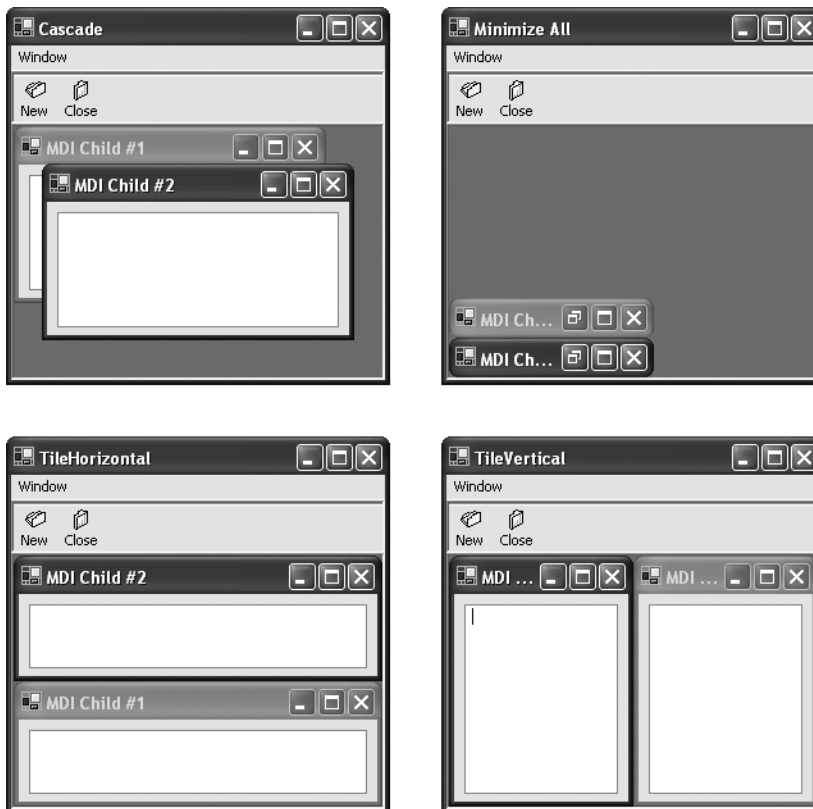 Cascade
Window
New Close
MDI Child #1
MDI Child #2
Minimize All
Window
New Close
MDI Ch...
MDI Ch...
TileHorizontal
Window
New Close
MDI Child #2
MDI Child #1
TileVertical
Window
New Close
MDI ... MDI ...